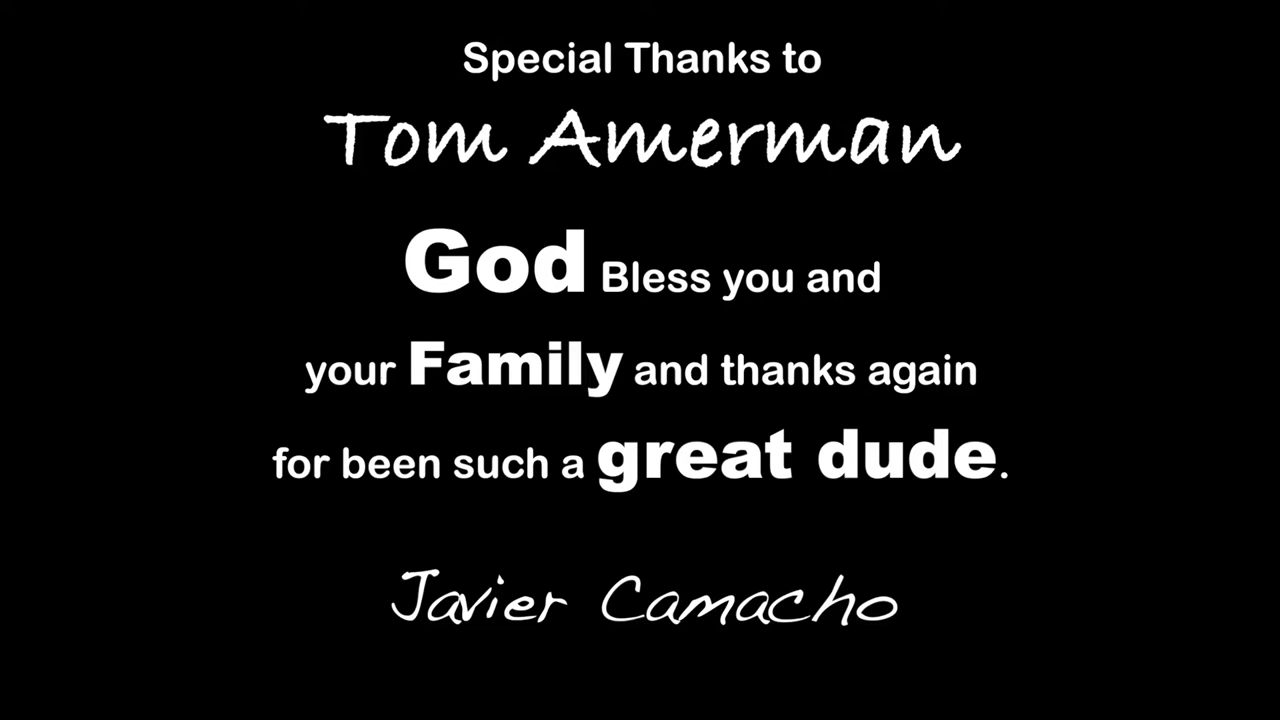 Special Thanks to
Tom Amerman
God Bless you and
your Family and thanks again
for been such a great dude.
Javier Camacho